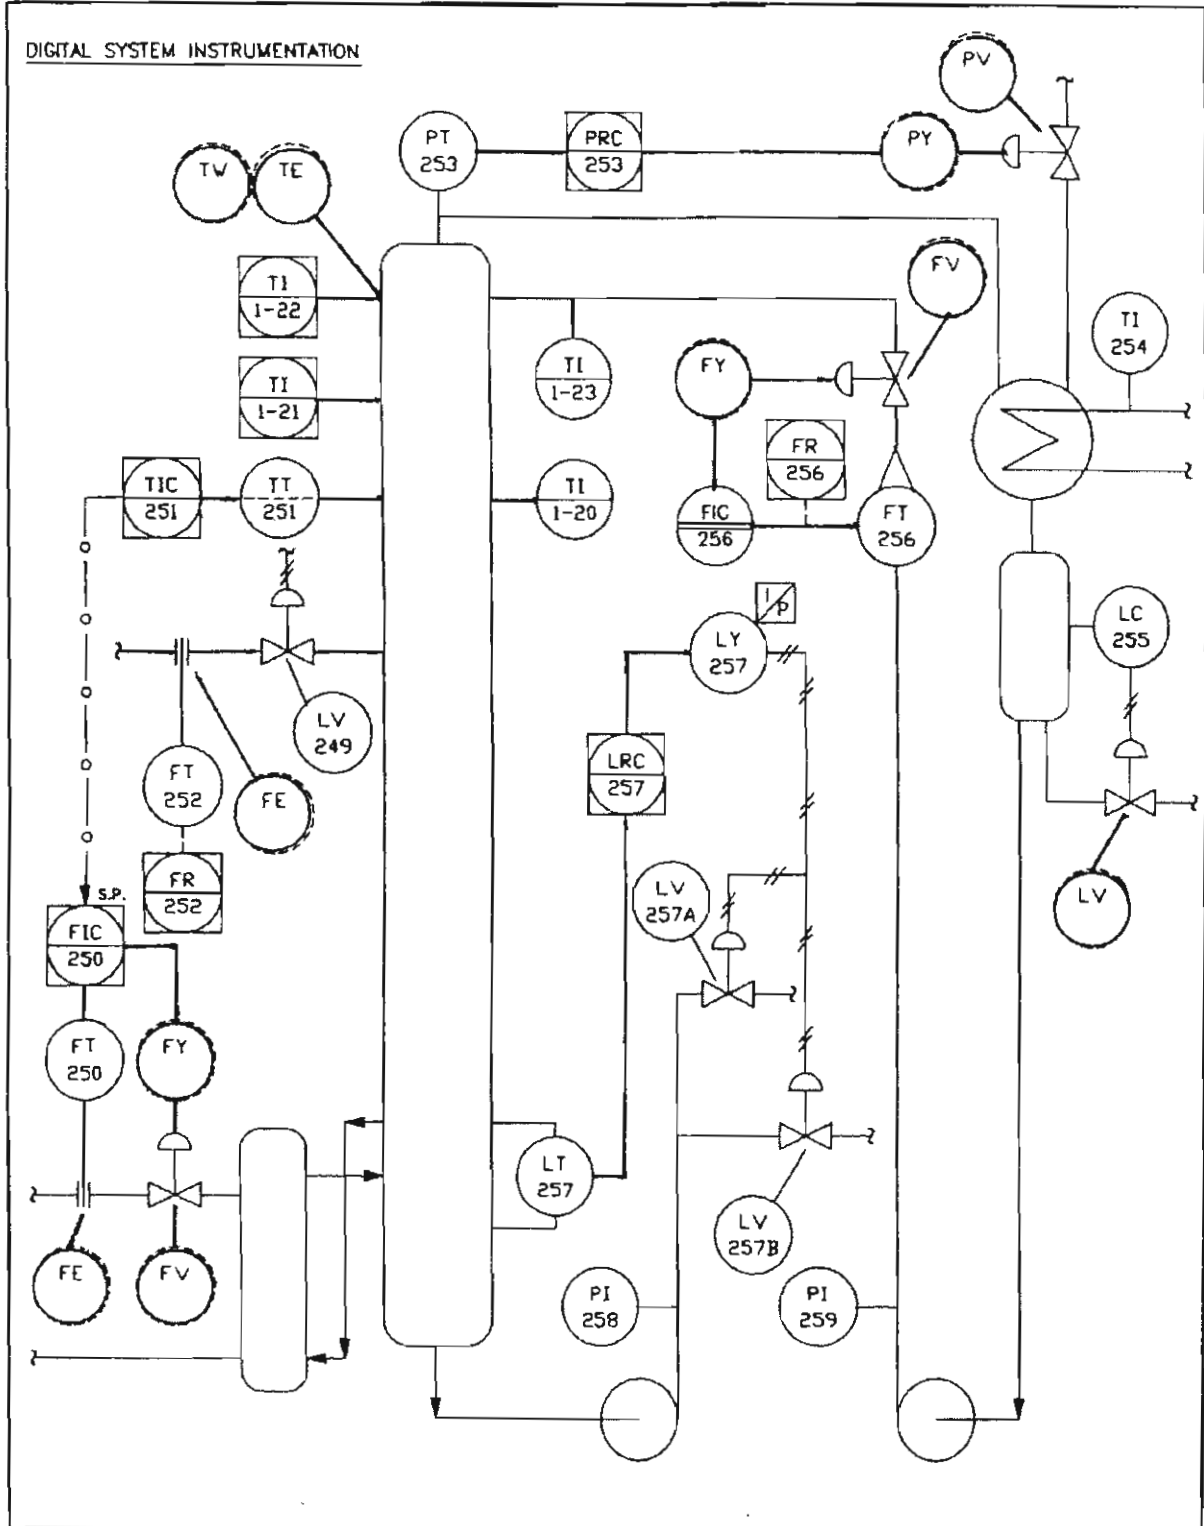 DIGITAL SYSTEM INSTRUMENTATION
PV
PT
253
PRC
253
PY
TW
TE
FV
TI
1-22
TI
254
TI
1-23
FY
TI
1-21
FR
256
TIC
251
TT
251
TI
1-20
FIC
256
FT
256
I
P
LC
255
LY
257
LV
249
LRC
257
FT
252
FE
FR
252
LV
257A
LV
S.P.
FIC
250
FT
250
FY
LT
257
LV
257B
FE
FV
PI
258
PI
259